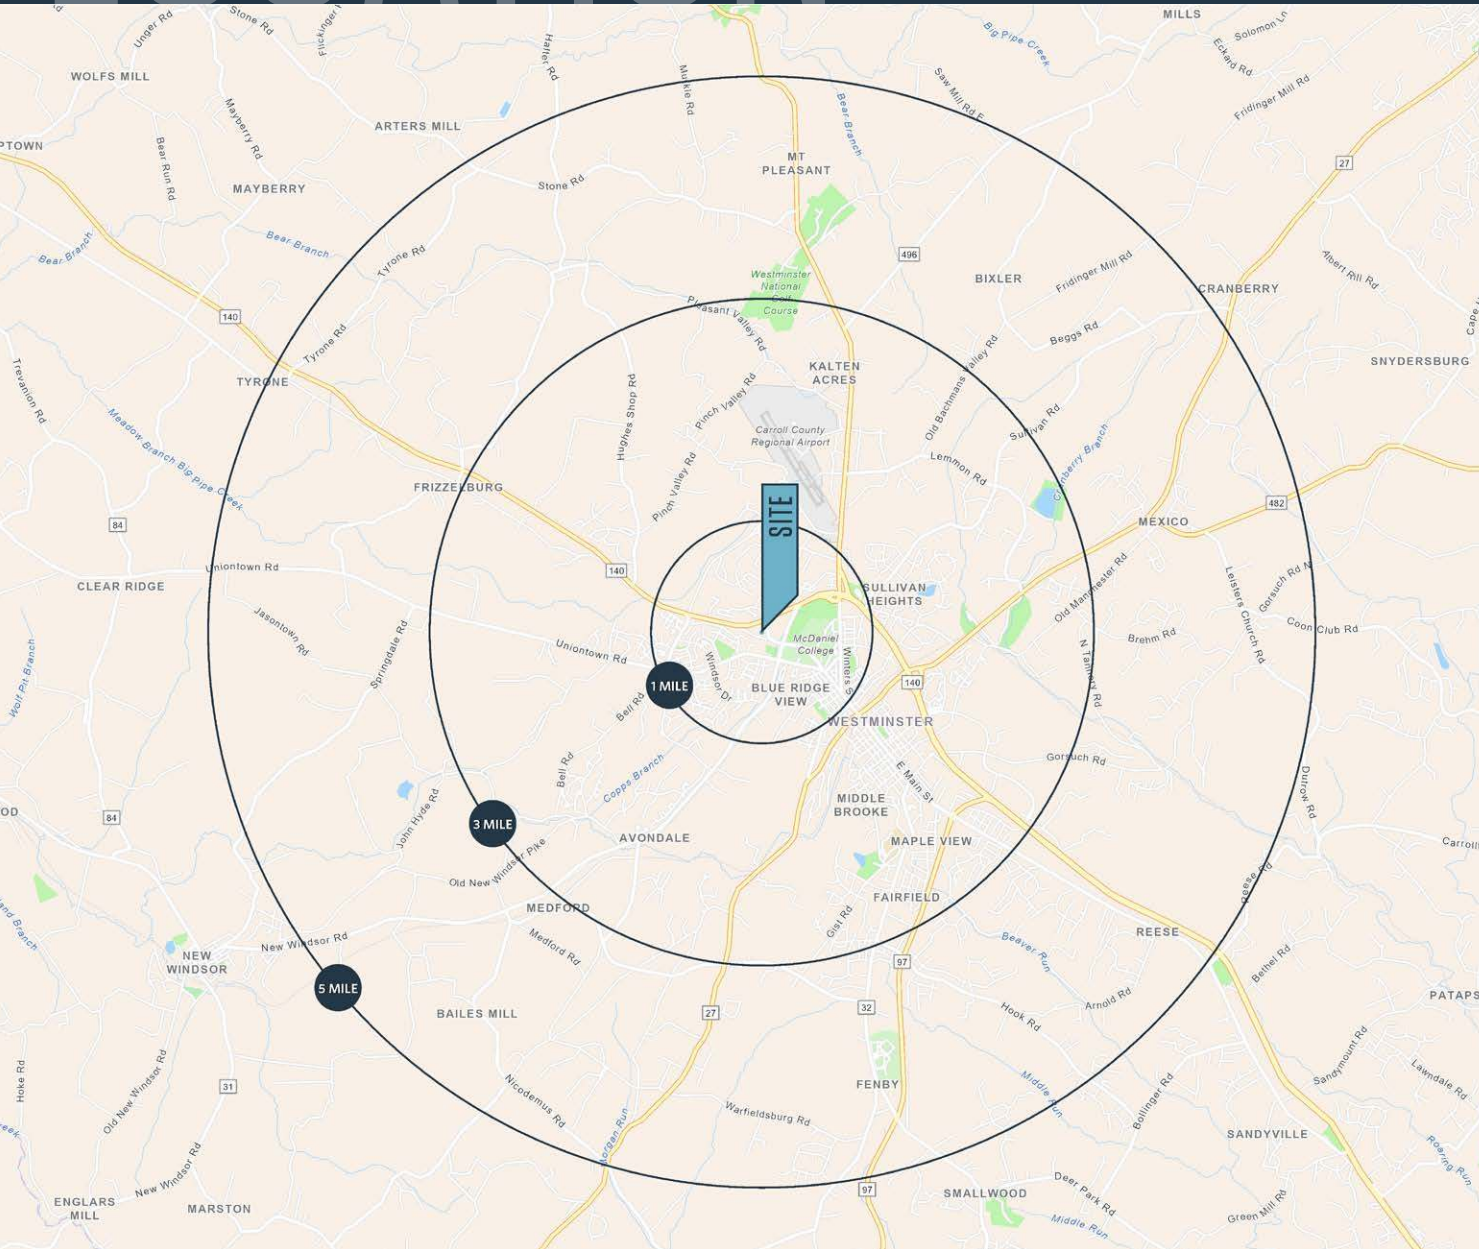 MILLS
Solomon Ln
Unger Rd
Stone Rd
Big Pipe Creek
Eckard Rd
Halter Rd
WOLFS MILL
Murkle Rd
Saw Mill Rd E
Fridinger Mill Rd
Mayberry Rd
ARTERS MILL
Bear Branch
Bear Run Rd
MT
PLEASANT
27
MAYBERRY
Stone Rd
Bear Branch
Bear Branch
Tyrone Rd
496
Albert Rill Rd
Westminster
National
Golf
Course
BIXLER
Fridinger Mill Rd
CRANBERRY
140
Pleasant Valley Rd
Tyrone Rd
Beggs Rd
SNYDERSBURG
Trevanion Rd
TYRONE
KALTEN
ACRES
Old Bachmans Valley Rd
Hughes Shop Rd
Pinch Valley Rd
Sullivan Rd
Meadow Branch Big Pipe Creek
Carroll County
Regional Airport
Cranberry Branch
Lemmon Rd
FRIZZELBURG
Pinch Valley Rd
SITE
482
84
MEXICO
Uniontown Rd
140
CLEAR RIDGE
SULLIVAN
HEIGHTS
Old Manchester Rd
Leisters Church Rd
Gorsuch Rd N
Jasontown Rd
Springdale Rd
Uniontown Rd
McDaniel
College
Brehm Rd
Coon Club Rd
Wolf Pit Branch
Windsor Dr
Winters S
N Tannery Rd
1 MILE
BLUE RIDGE
VIEW
140
Bell Rd
WESTMINSTER
Bell Rd
Copps Branch
Gorsuch Rd
E Main St
Durrow Rd
84
John Hyde Rd
MIDDLE
BROOKE
3 MILE
AVONDALE
MAPLE VIEW
Old New Windsor Pike
Reese Rd
MEDFORD
FAIRFIELD
Gist Rd
REESE
New Windsor Rd
Medford Rd
Beaver Run
NEW
WINDSOR
97
Bethel Rd
5 MILE
BAILES MILL
27
32
Hook Rd
Arnold Rd
Hoke Rd
Old New Windsor Rd
31
FENBY
Sandymount Rd
Lawndale Rd
Nicodemus Rd
Morgan Run
Warfieldsburg Rd
Middle Run
Bollinger Rd
SANDYVILLE
Roaring Run
New Windsor Rd
97
SMALLWOOD
Deer Park Rd
ENGLARS
MILL
MARSTON
Middle Run
Green Mill Rd